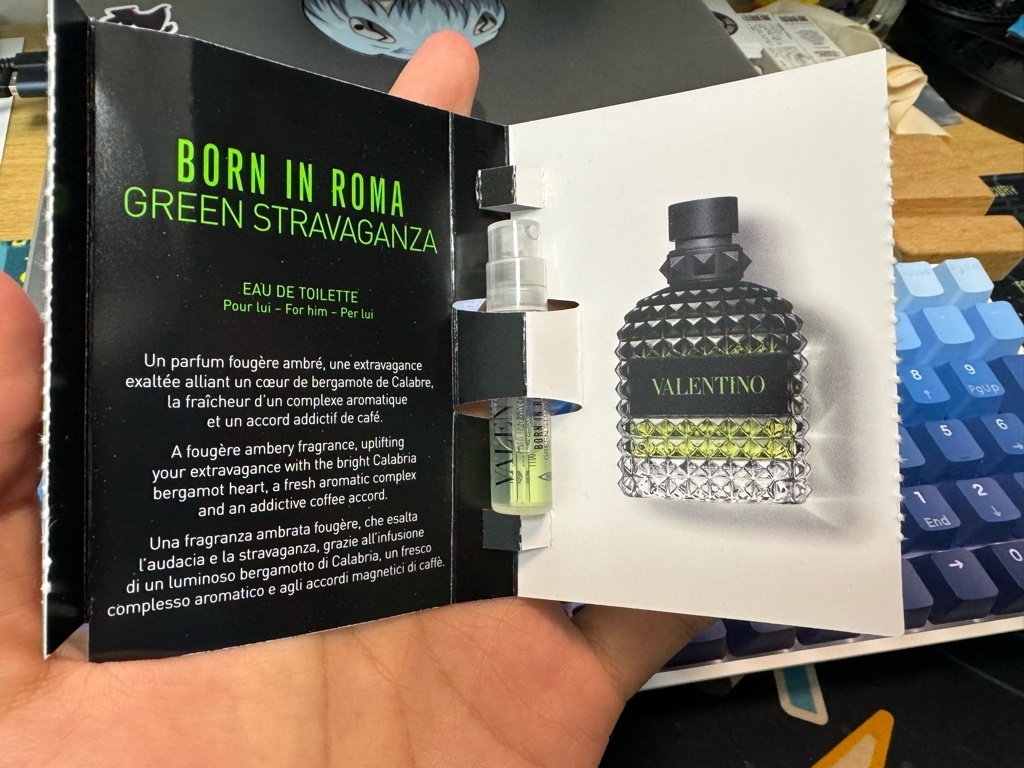 BORN IN ROMA
GREEN STRAVAGANZA
EAU DE TOILETTE
Pour lui – For him – Per lui
Un parfum fougère ambré, une extravagance
exaltée alliant un cœur de bergamote de Calabre,
la fraîcheur d'un complexe aromatique
et un accord addictif de café.
A fougère ambery fragrance, uplifting
your extravagance with the bright Calabria
bergamot heart, a fresh aromatic complex
and an addictive coffee accord.
Una fragranza ambrata fougère, che esalta
l'audacia e la stravaganza, grazie all'infusione
di un luminoso bergamotto di Calabria, un fresco
complesso aromatico e agli accordi magnetici di caffè.
VALEN
BORN IN R
VALENTINO
8
↑
9
PgUp
5
6
→
1
End
2
↓
→
0